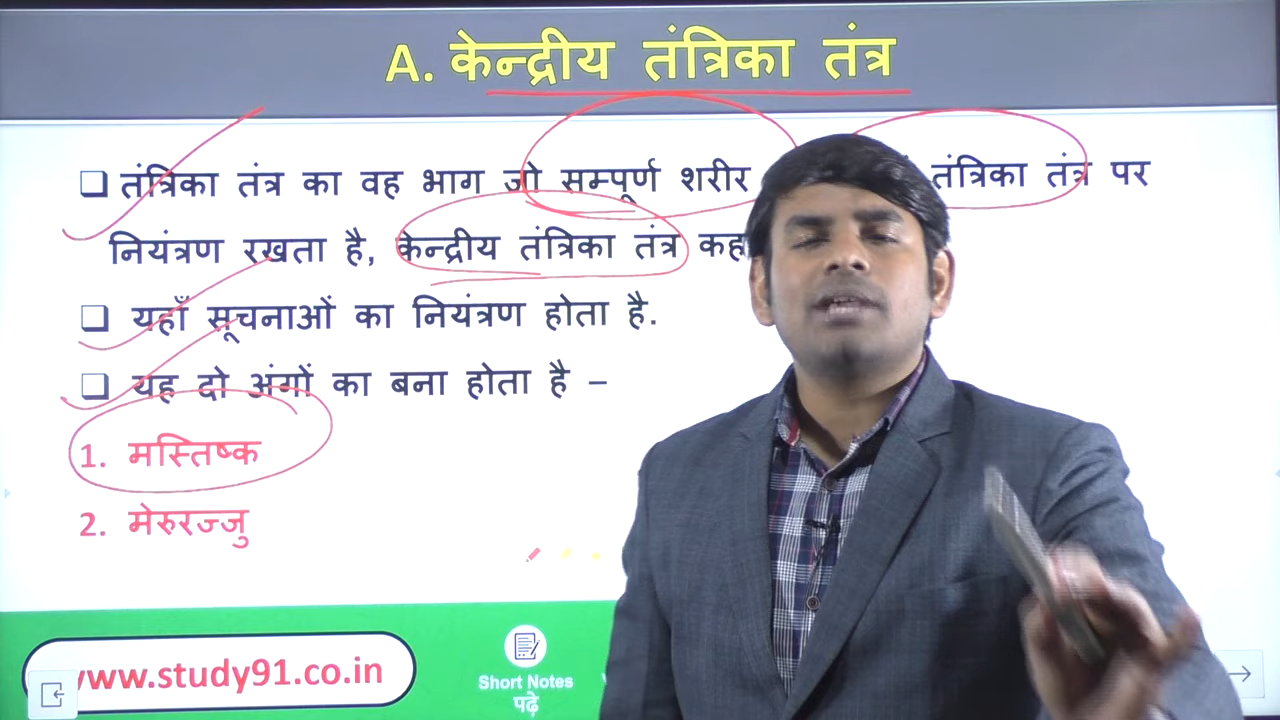 A. केन्द्रीय तंत्रिका तंत्र
❑ तंत्रिका तंत्र का वह भाग जो सम्पूर्ण शरीर तंत्रिका तंत्र पर
नियंत्रण रखता है, केन्द्रीय तंत्रिका तंत्र
❑ यहाँ सूचनाओं का नियंत्रण होता है.
❑ यह दो अंगों का बना होता है –
1. मस्तिष्क
2. मेरुरज्जु
www.study91.co.in
Short Notes
पढ़े